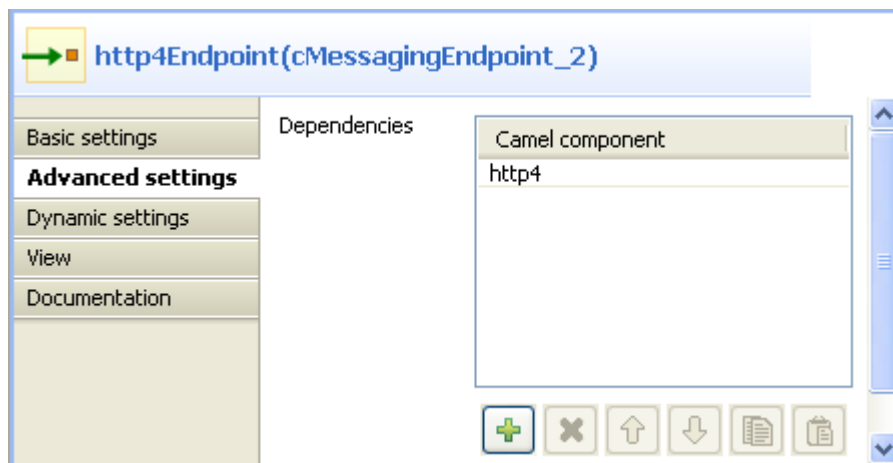 http4Endpoint(cMessagingEndpoint_2)
Basic settings
Advanced settings
Dynamic settings
View
Documentation
Dependencies
Camel component
http4